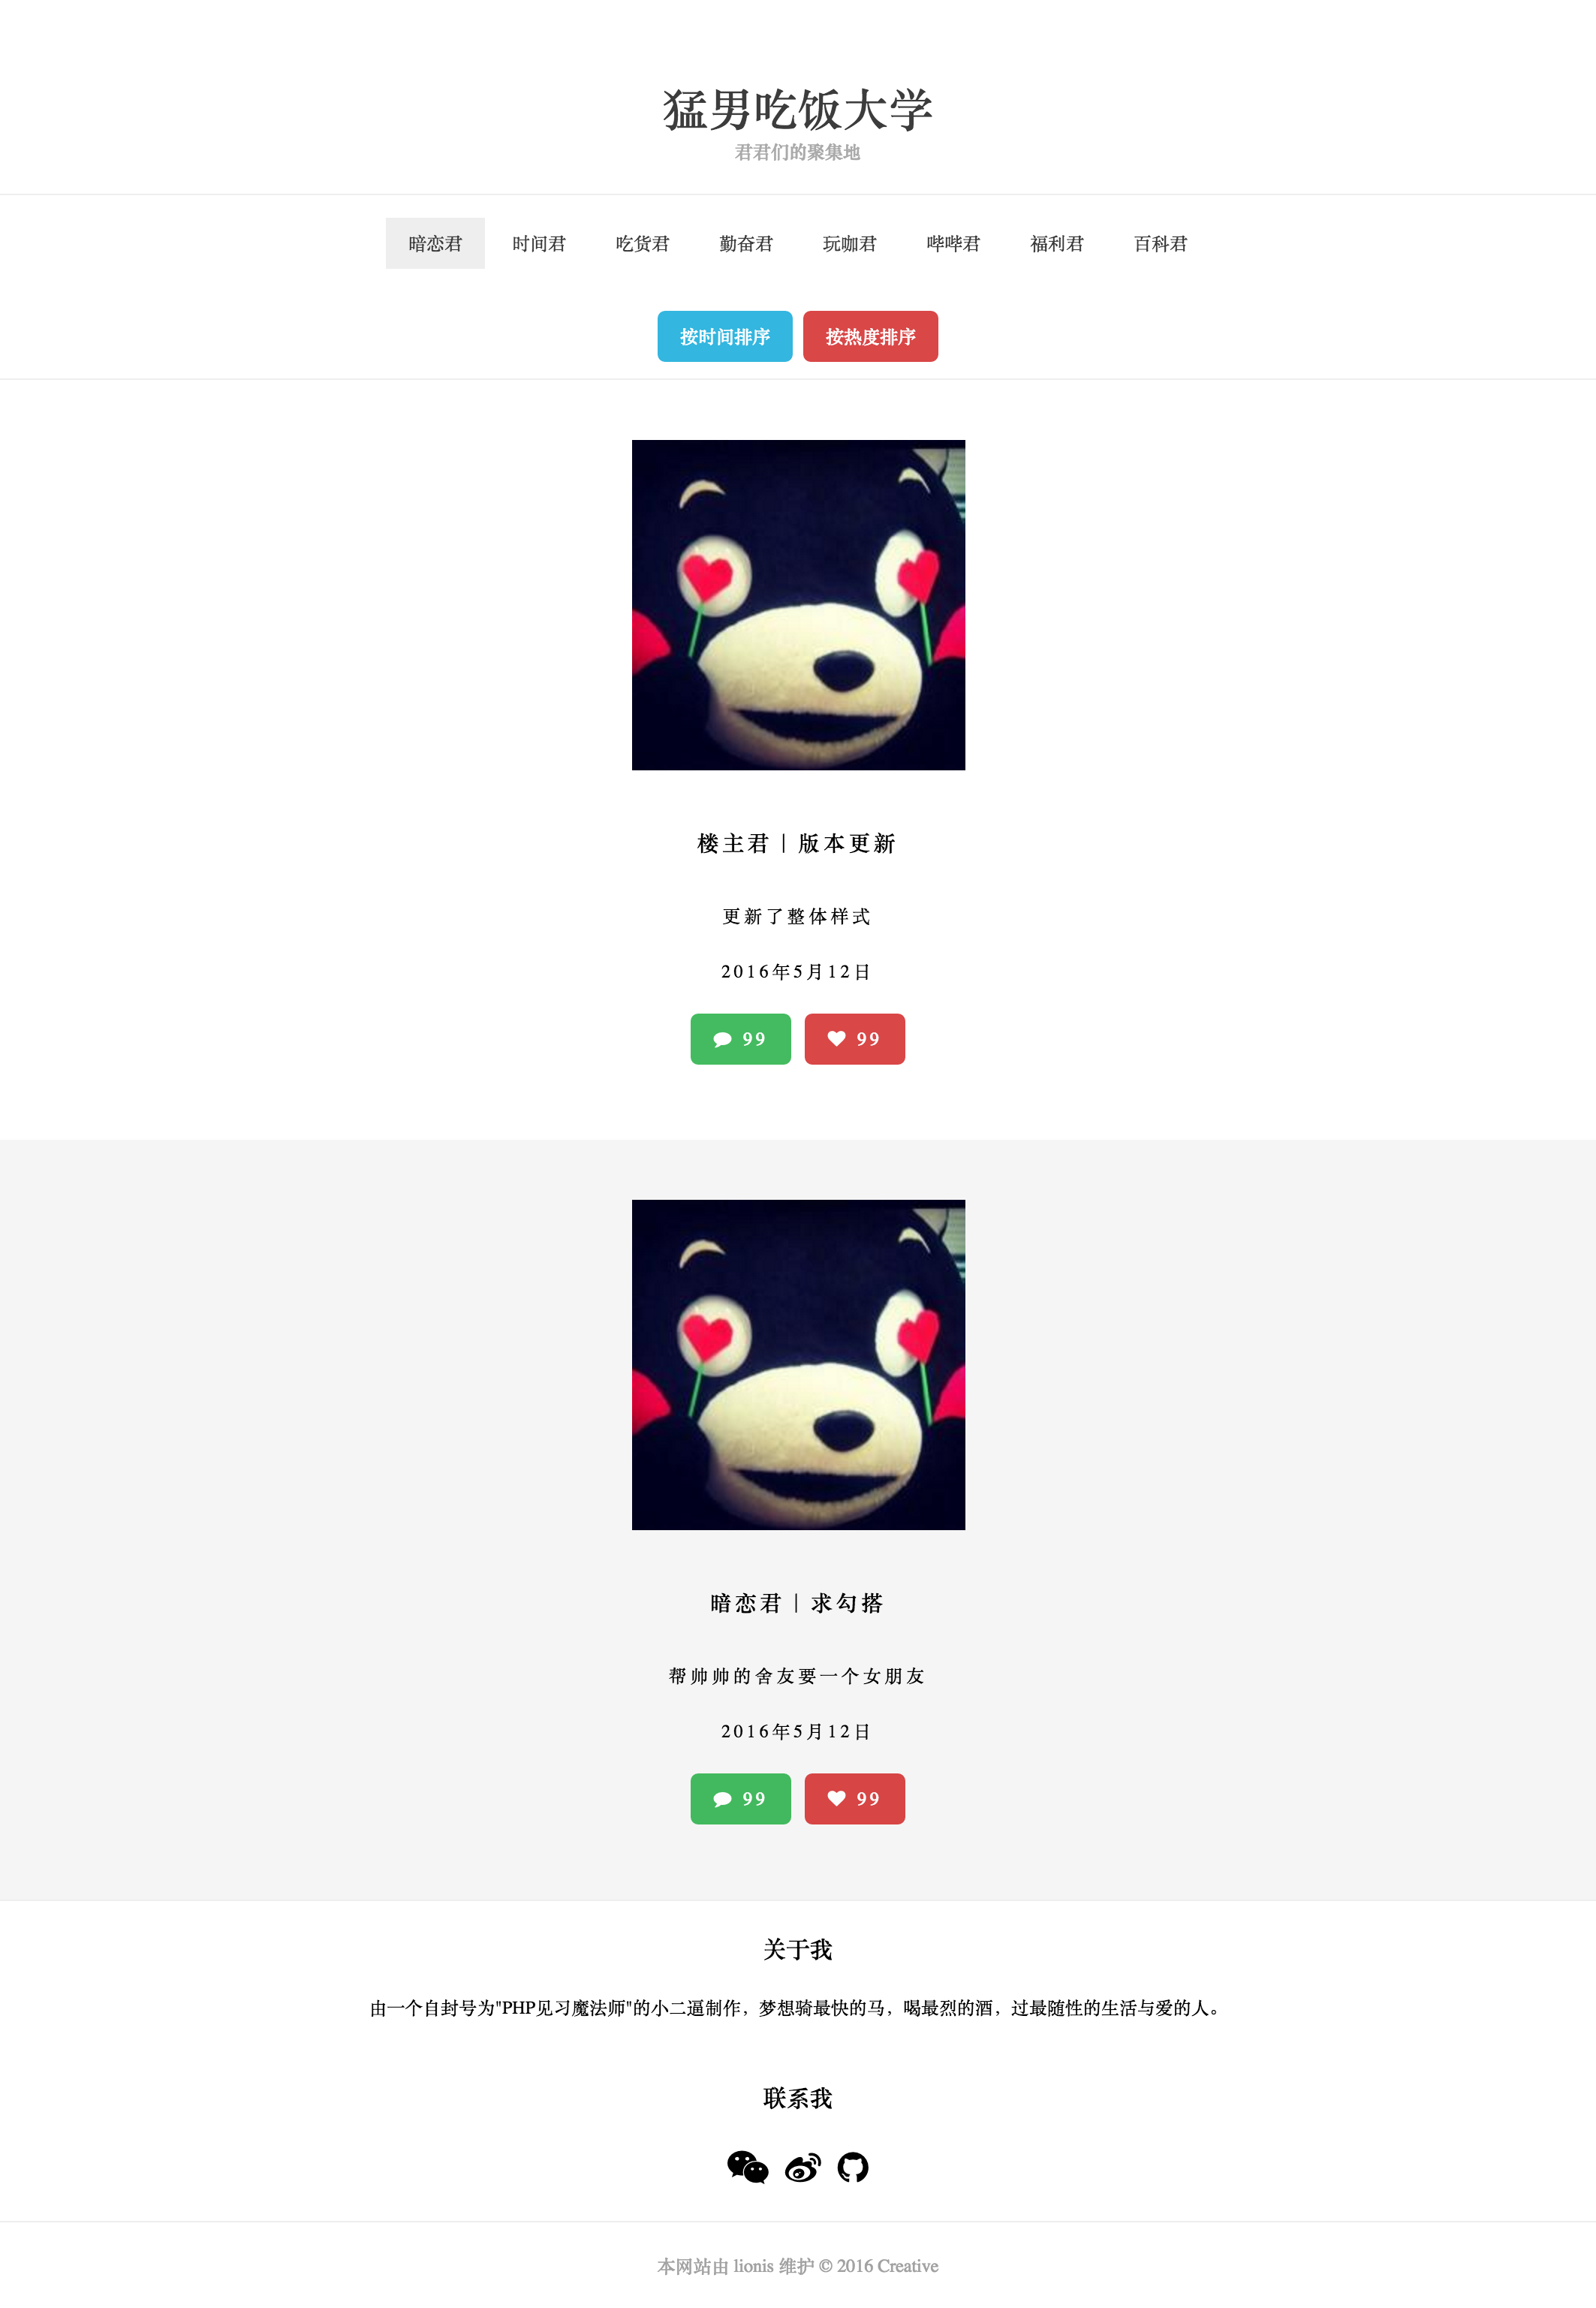 猛男吃饭大学
君君们的聚集地
暗恋君 时间君 吃货君 勤奋君 玩咖君 哔哔君 福利君 百科君
按时间排序 按热度排序
楼主君 | 版本更新
更新了整体样式
2016年5月12日
99 99
暗恋君 | 求勾搭
帮帅帅的舍友要一个女朋友
2016年5月12日
99 99
关于我
由一个自封号为"PHP见习魔法师"的小二逼制作，梦想骑最快的马，喝最烈的酒，过最随性的生活与爱的人。
联系我
本网站由 lionis 维护 © 2016 Creative